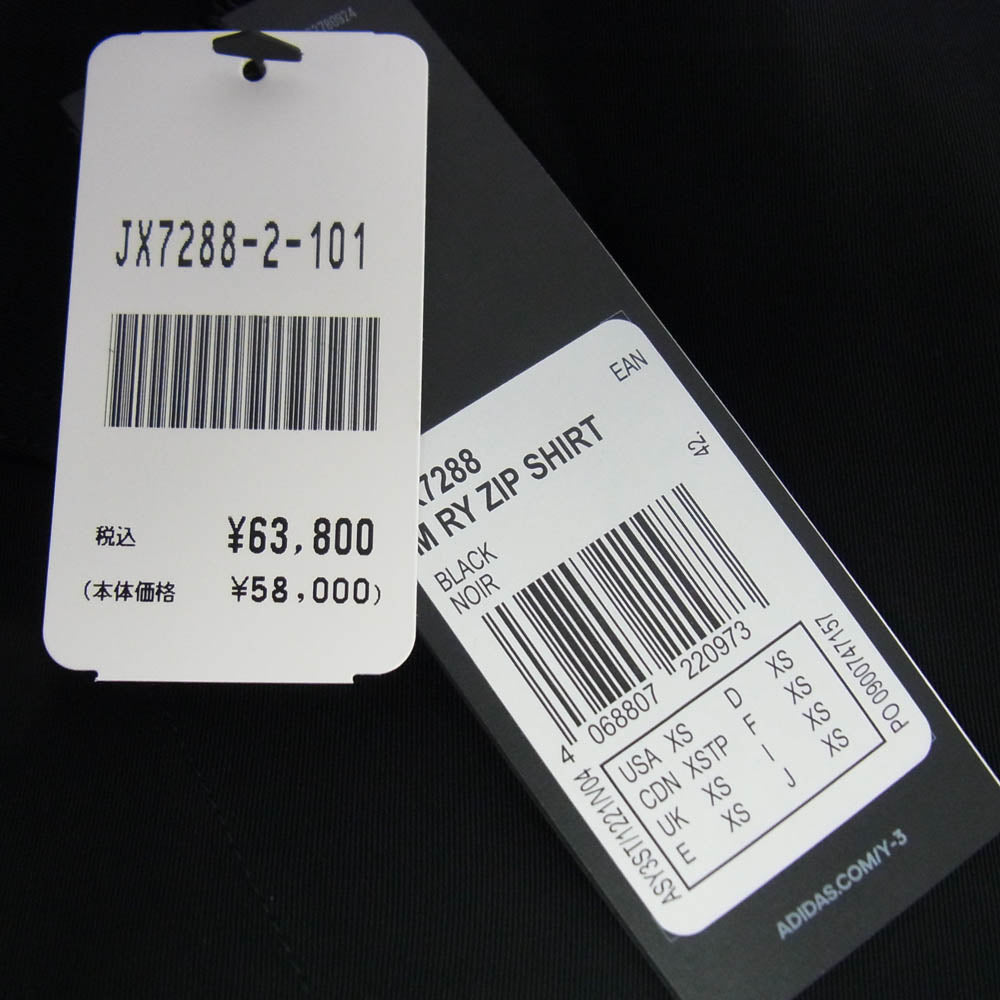 JX7288-2-101
税込 ¥63,800
(本体価格 ¥58,000)
EAN
7288
M RY ZIP SHIRT
42.
BLACK
NOIR
4 068807 220973
USA XS D XS
CDN XSTP F XS
UK XS I XS
E XS J XS
ASY3ST/1221/V04
PO 0900747157
ADIDAS.COM/Y-3